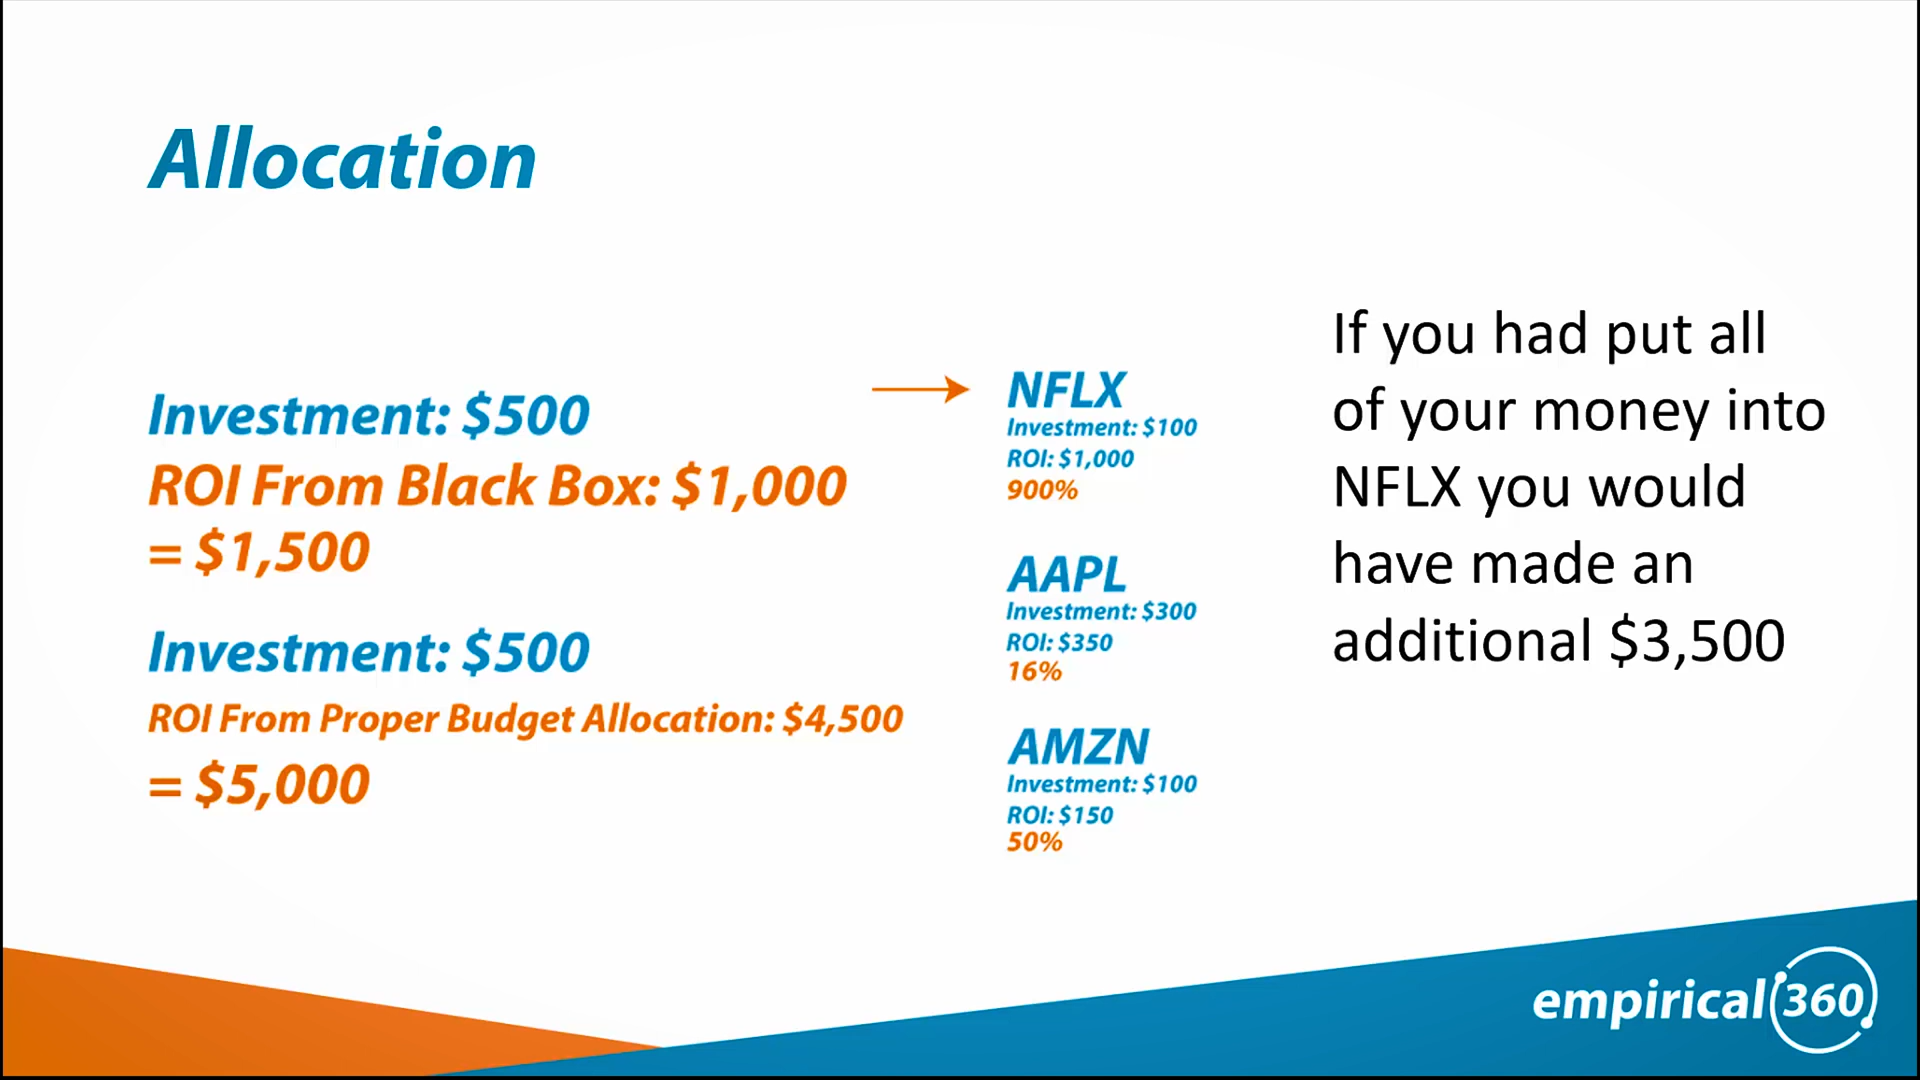 Allocation
Investment: $500
ROI From Black Box: $1,000
= $1,500
Investment: $500
ROI From Proper Budget Allocation: $4,500
= $5,000
NFLX
Investment: $100
ROI: $1,000
900%
AAPL
Investment: $300
ROI: $350
16%
AMZN
Investment: $100
ROI: $150
50%
If you had put all
of your money into
NFLX you would
have made an
additional $3,500
empirical 360